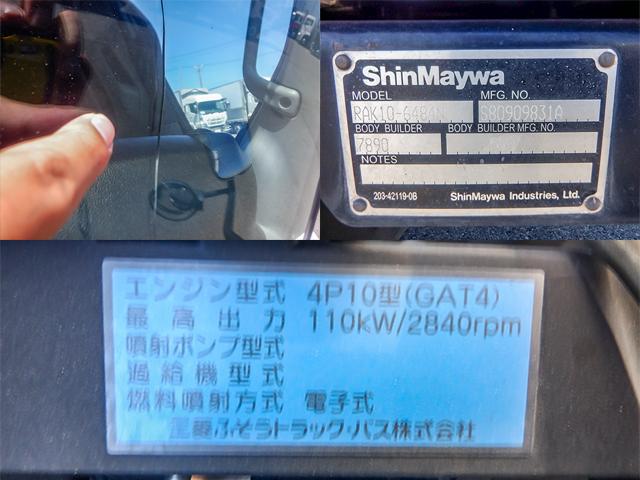 ShinMaywa
MODEL MFG. NO.
S80909831A
BODY BUILDER BODY BUILDER MFG. NO.
7890
NOTES
203-42119-0B ShinMaywa Industries, Ltd.
エンジン型式 4P10型(GAT4)
最高出力 110kW/2840rpm
噴射ポンプ型式
過給機型式
燃料噴射方式 電子式
三菱ふそうトラック・バス株式会社